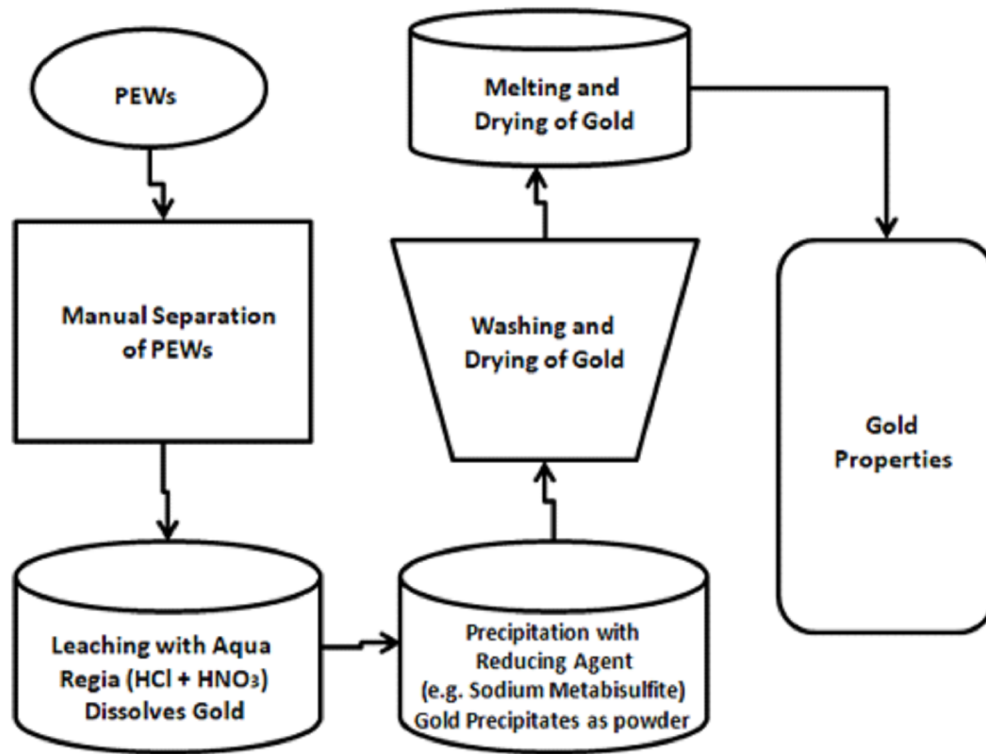 PEWs
Manual Separation
of PEWs
Leaching with Aqua
Regia (HCl + HNO₃)
Dissolves Gold
Precipitation with
Reducing Agent
(e.g. Sodium Metabisulfite)
Gold Precipitates as powder
Washing and
Drying of Gold
Melting and
Drying of Gold
Gold
Properties